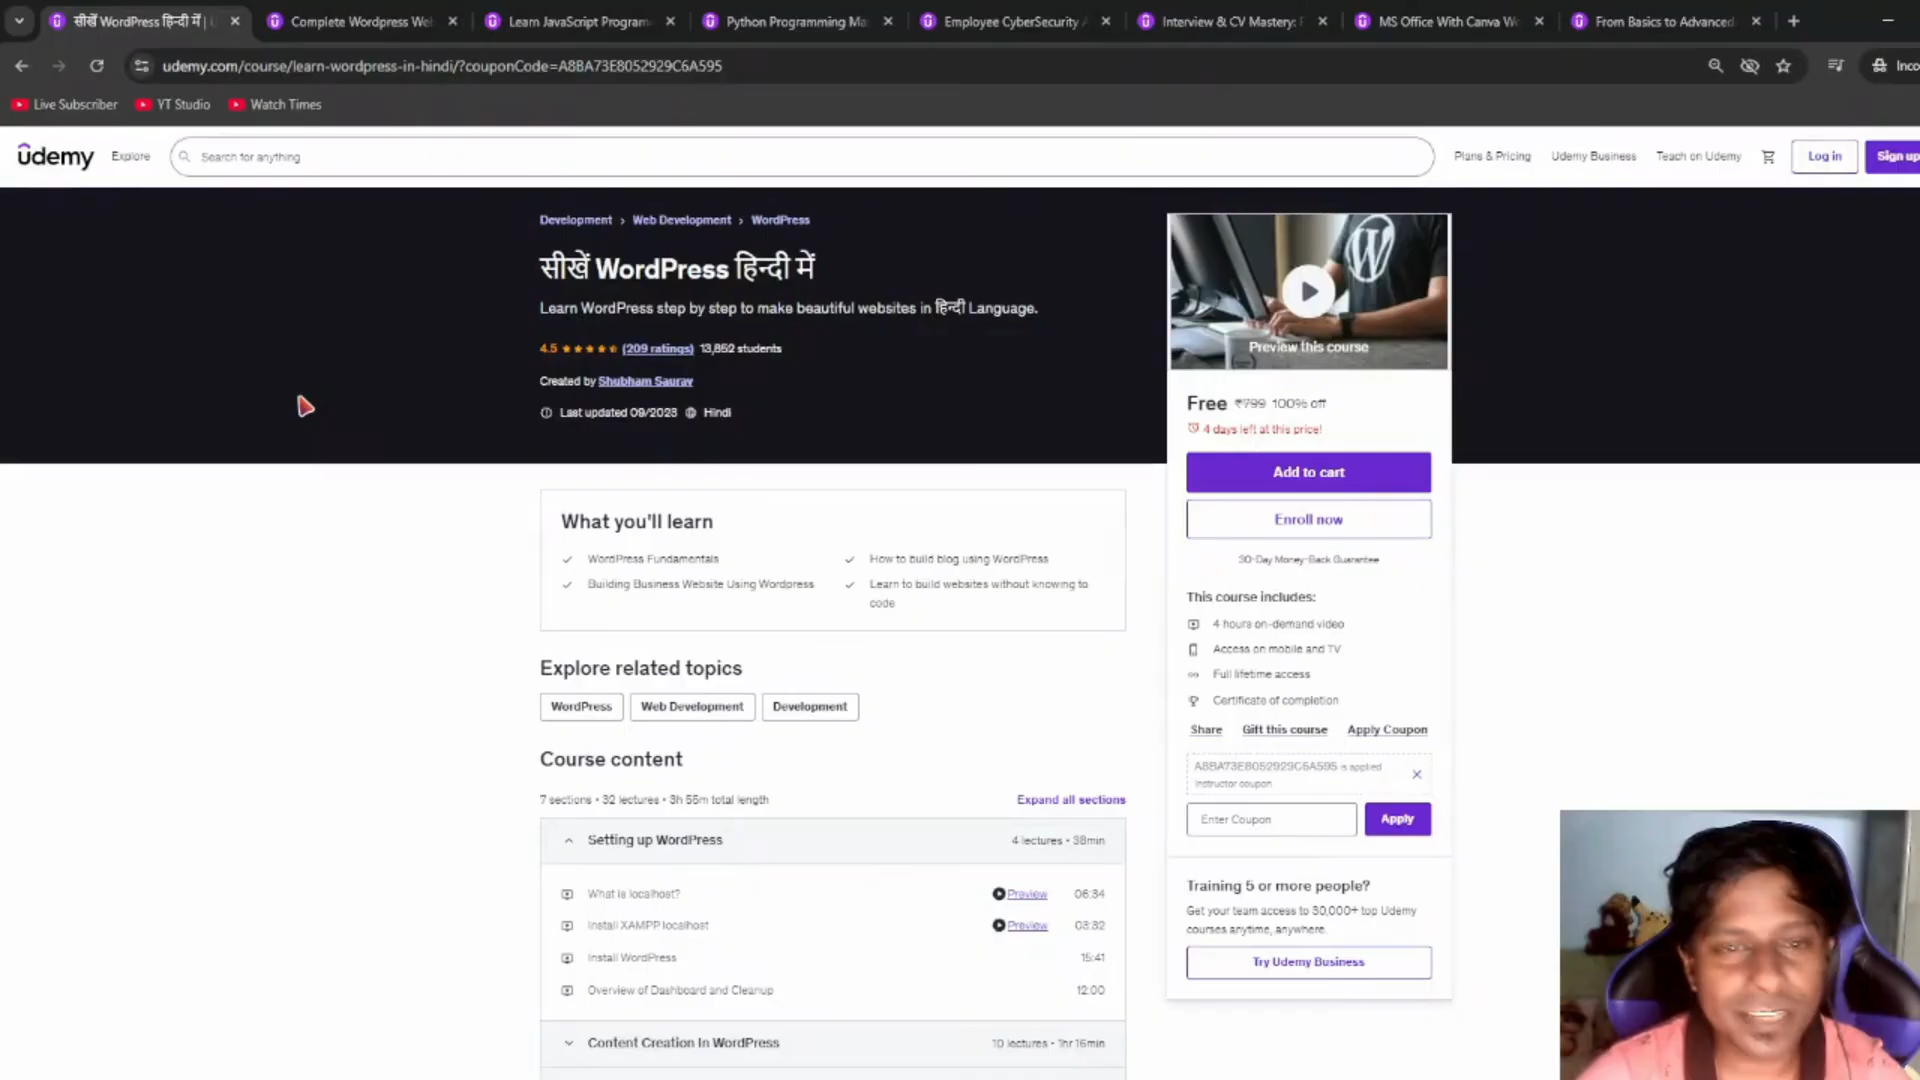 सीखें WordPress हिन्दी में |
Complete Wordpress We
Learn JavaScript Program
Python Programming Ma
Employee CyberSecurity
Interview & CV Mastery:
MS Office With Canva W
From Basics to Advanced
udemy.com/course/learn-wordpress-in-hindi/?couponCode=A8BA73E8052929C6A595
Inco
Live Subscriber
YT Studio
Watch Times
ûdemy
Explore
Search for anything
Plans & Pricing
Udemy Business
Teach on Udemy
Log in
Sign up
Development › Web Development › WordPress
सीखें WordPress हिन्दी में
Learn WordPress step by step to make beautiful websites in हिन्दी Language.
4.5 (209 ratings) 13,852 students
Created by Shubham Saurav
Last updated 09/2023 Hindi
Preview this course
Free ₹799 100% off
4 days left at this price!
Add to cart
Enroll now
30-Day Money-Back Guarantee
This course includes:
4 hours on-demand video
Access on mobile and TV
Full lifetime access
Certificate of completion
Share
Gift this course
Apply Coupon
A8BA73E8052929C6A595 is applied
Instructor coupon
Enter Coupon
Apply
Training 5 or more people?
Get your team access to 30,000+ top Udemy
courses anytime, anywhere.
Try Udemy Business
What you'll learn
WordPress Fundamentals
Building Business Website Using Wordpress
How to build blog using WordPress
Learn to build websites without knowing to
code
Explore related topics
WordPress
Web Development
Development
Course content
7 sections • 32 lectures • 3h 55m total length
Expand all sections
Setting up WordPress
4 lectures • 38min
What is localhost?
Preview
06:34
Install XAMPP localhost
Preview
03:32
Install WordPress
15:41
Overview of Dashboard and Cleanup
12:00
Content Creation In WordPress
10 lectures • 1hr 16min